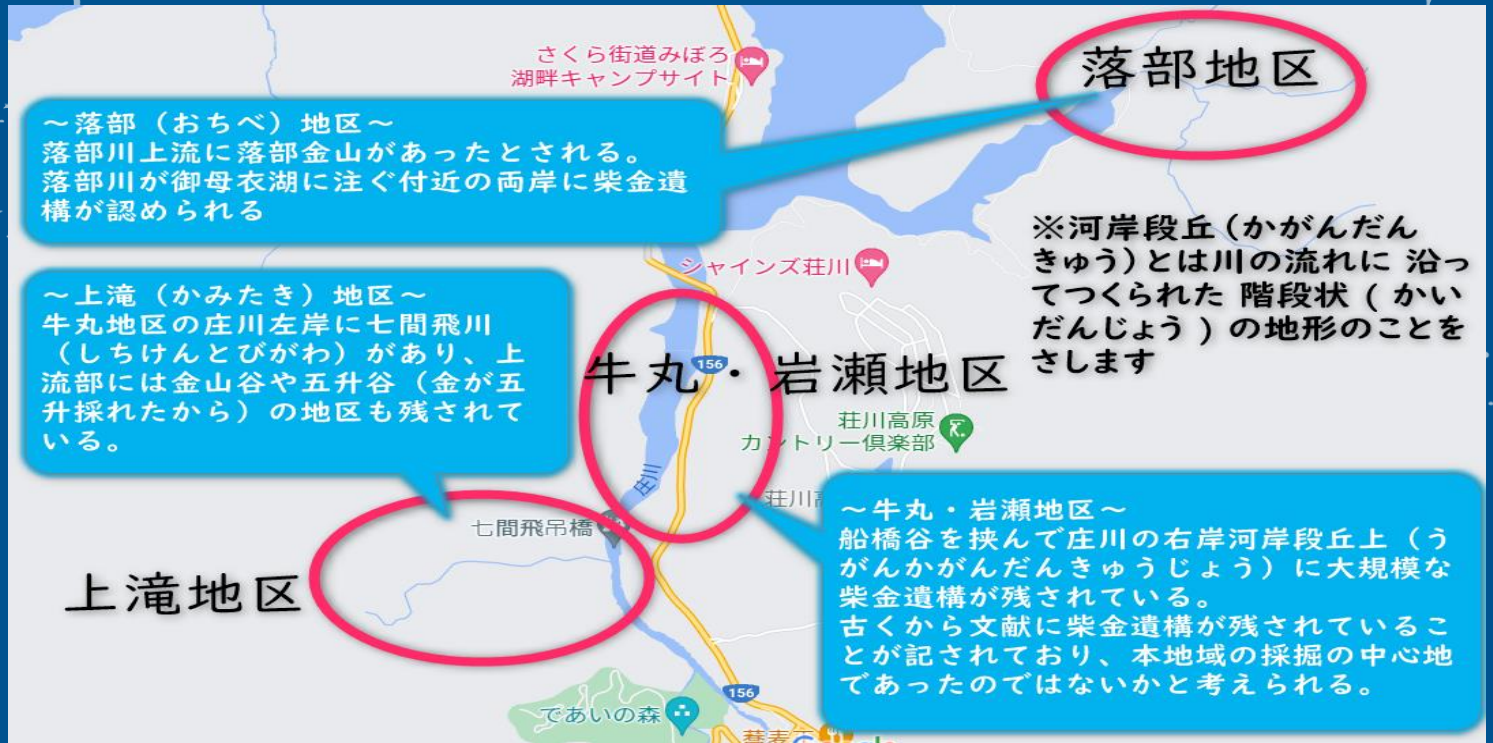 さくら街道みぼろ
湖畔キャンプサイト
落部地区
~落部(おちべ)地区~
落部川上流に落部金山があったとされる。
落部川が御母衣湖に注ぐ付近の両岸に柴金遺
構が認められる
※河岸段丘(かがんだん
きゅう)とは川の流れに 沿っ
てつくられた 階段状 ( かい
だんじょう ) の地形のことを
さします
シャインズ荘川
~上滝(かみたき)地区~
牛丸地区の庄川左岸に七間飛川
(しちけんとびがわ)があり、上
流部には金山谷や五升谷(金が五
升採れたから)の地区も残されて
いる。
156
牛丸・岩瀬地区
荘川高原
カントリー倶楽部
庄川
荘川高
七間飛吊橋
上滝地区
~牛丸・岩瀬地区~
船橋谷を挟んで庄川の右岸河岸段丘上(う
がんかがんだんきゅうじょう)に大規模な
柴金遺構が残されている。
古くから文献に柴金遺構が残されているこ
とが記されており、本地域の採掘の中心地
であったのではないかと考えられる。
156
であいの森